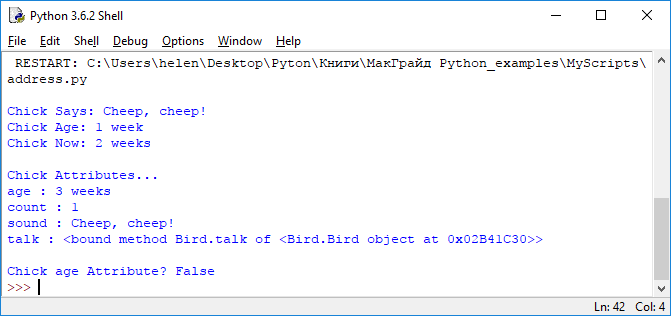 Python 3.6.2 Shell
File Edit Shell Debug Options Window Help
RESTART: C:\Users\helen\Desktop\Pyton\Книги\МакГрайд Python_examples\MyScripts\
address.py
Chick Says: Cheep, cheep!
Chick Age: 1 week
Chick Now: 2 weeks
Chick Attributes...
age : 3 weeks
count : 1
sound : Cheep, cheep!
talk : <bound method Bird.talk of <Bird.Bird object at 0x02B41C30>>
Chick age Attribute? False
>>>
Ln: 42 Col: 4